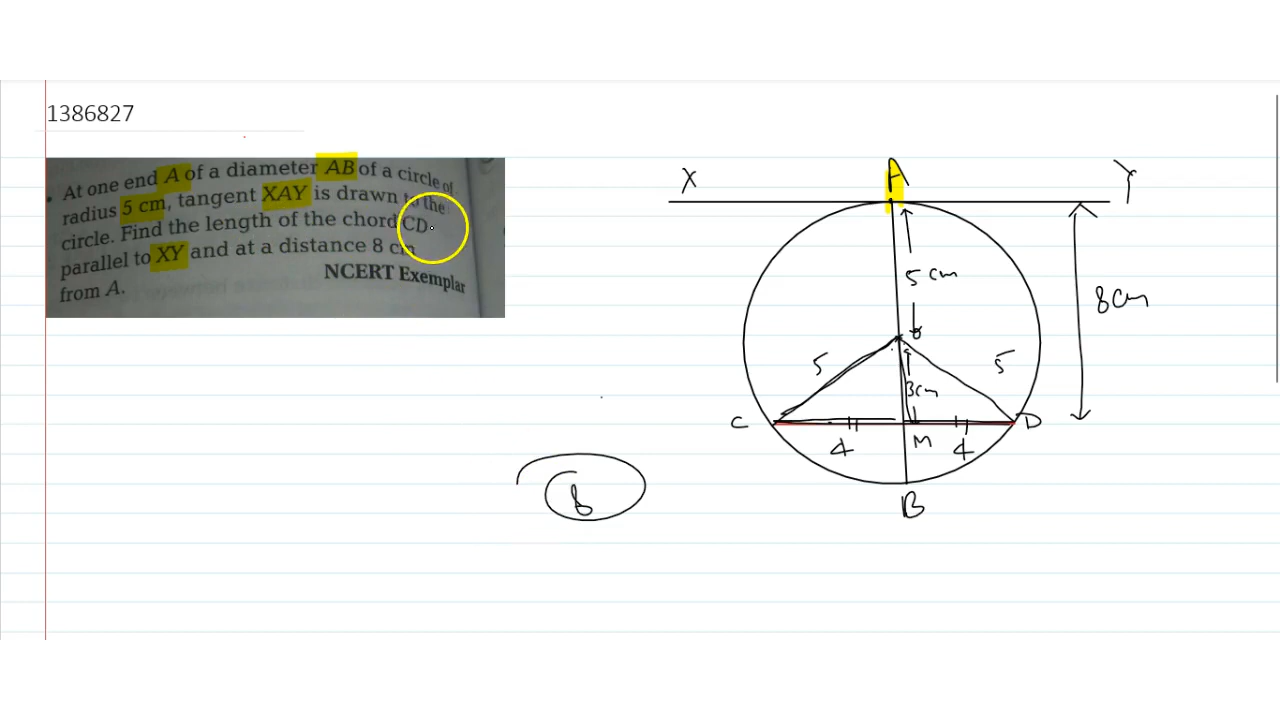 1386827
At one end A of a diameter AB of a circle of
radius 5 cm, tangent XAY is drawn to the
circle. Find the length of the chord CD
parallel to XY and at a distance 8 cm
from A.
NCERT Exemplar
X
A
Y
5 cm
8cm
O
5
5
3cm
C
M
D
4
4
B
8